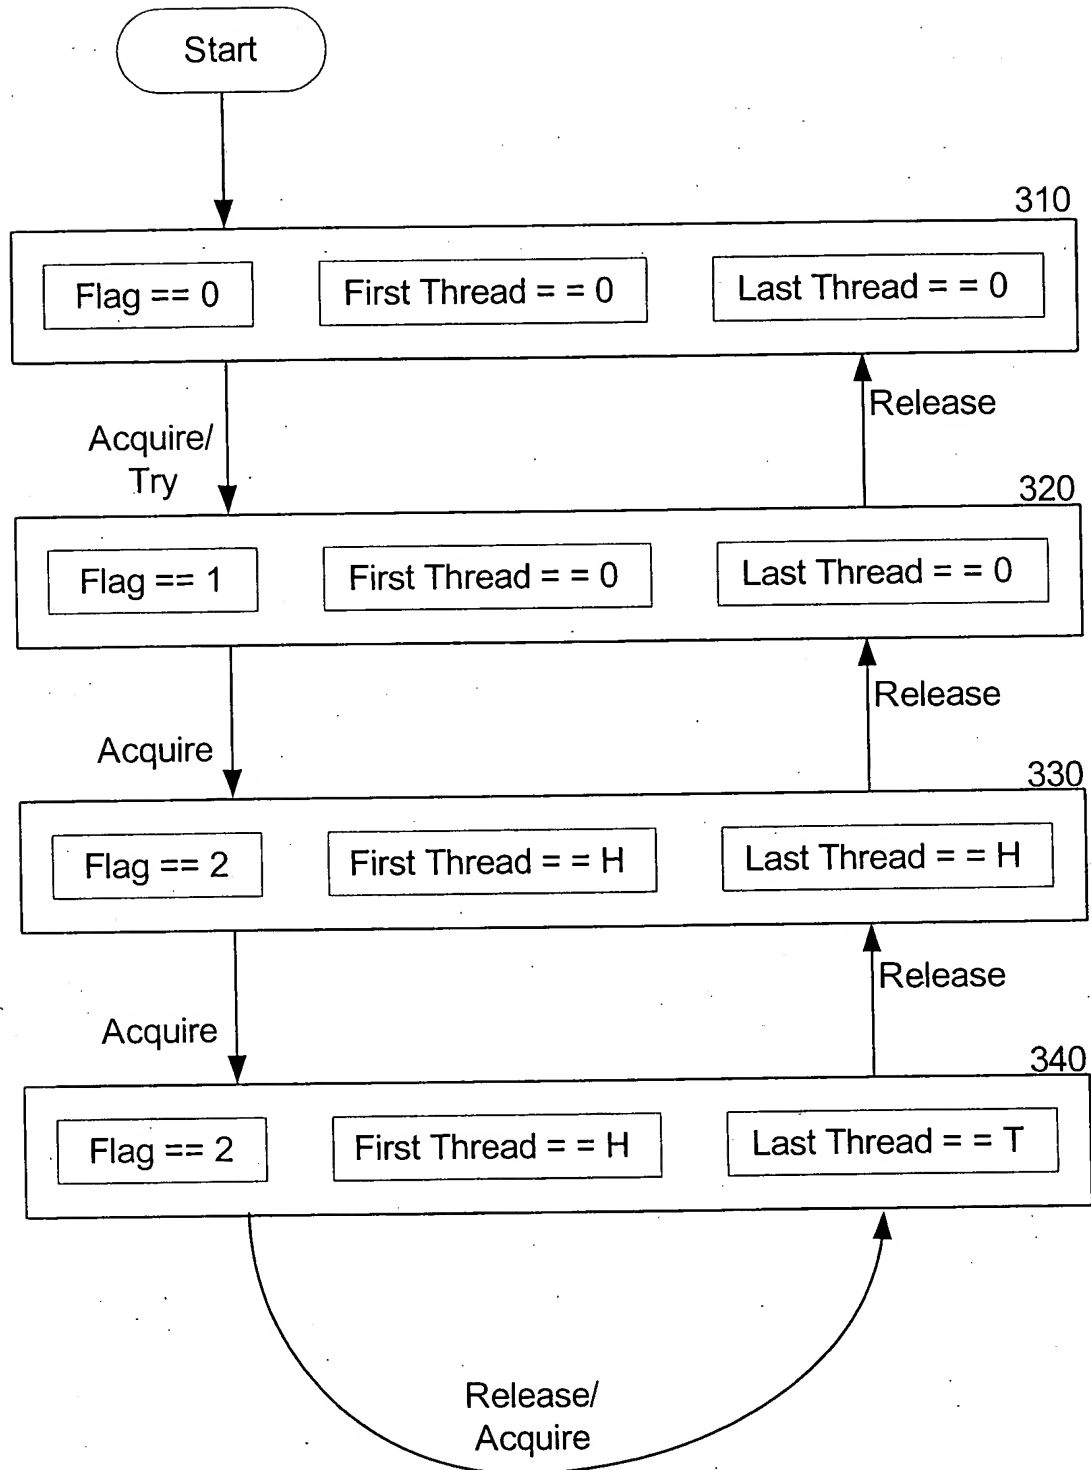 Start
310
Flag == 0
First Thread = = 0
Last Thread = = 0
Acquire/
Try
Release
320
Flag == 1
First Thread = = 0
Last Thread = = 0
Acquire
Release
330
Flag == 2
First Thread = = H
Last Thread = = H
Acquire
Release
340
Flag == 2
First Thread = = H
Last Thread = = T
Release/
Acquire